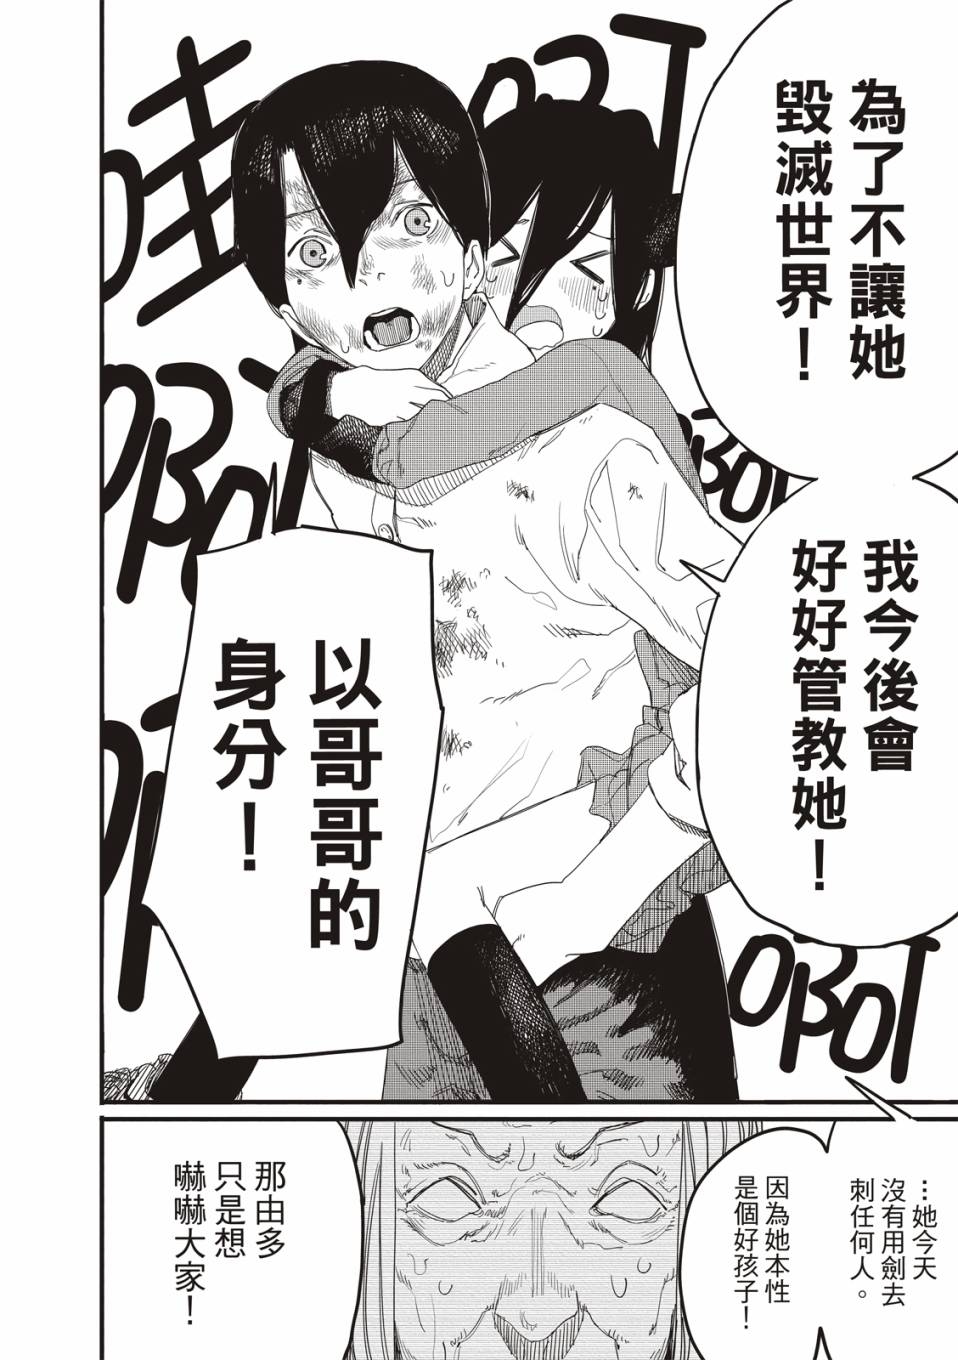 為了不讓她
毀滅世界！
我今後會
好好管教她！
以哥哥的
身分！
哇
…她今天
沒有用劍去
刺任何人。
因為她本性
是個好孩子！
那由多
只是想
嚇嚇大家！